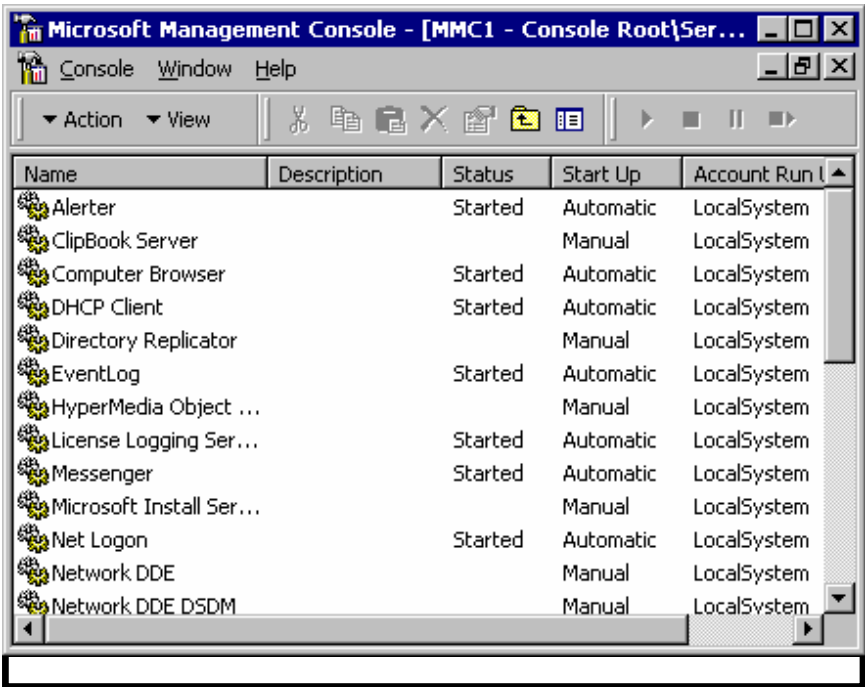 Microsoft Management Console - [MMC1 - Console Root\Ser...
Console Window Help
Action View
Name Description Status Start Up Account Run U
Alerter Started Automatic LocalSystem
ClipBook Server Manual LocalSystem
Computer Browser Started Automatic LocalSystem
DHCP Client Started Automatic LocalSystem
Directory Replicator Manual LocalSystem
EventLog Started Automatic LocalSystem
HyperMedia Object ... Manual LocalSystem
License Logging Ser... Started Automatic LocalSystem
Messenger Started Automatic LocalSystem
Microsoft Install Ser... Manual LocalSystem
Net Logon Started Automatic LocalSystem
Network DDE Manual LocalSystem
Network DDE DSDM Manual LocalSystem